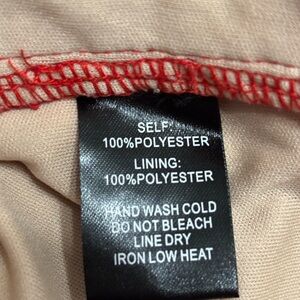 SELF:
100%POLYESTER
LINING:
100%POLYESTER
HAND WASH COLD
DO NOT BLEACH
LINE DRY
IRON LOW HEAT